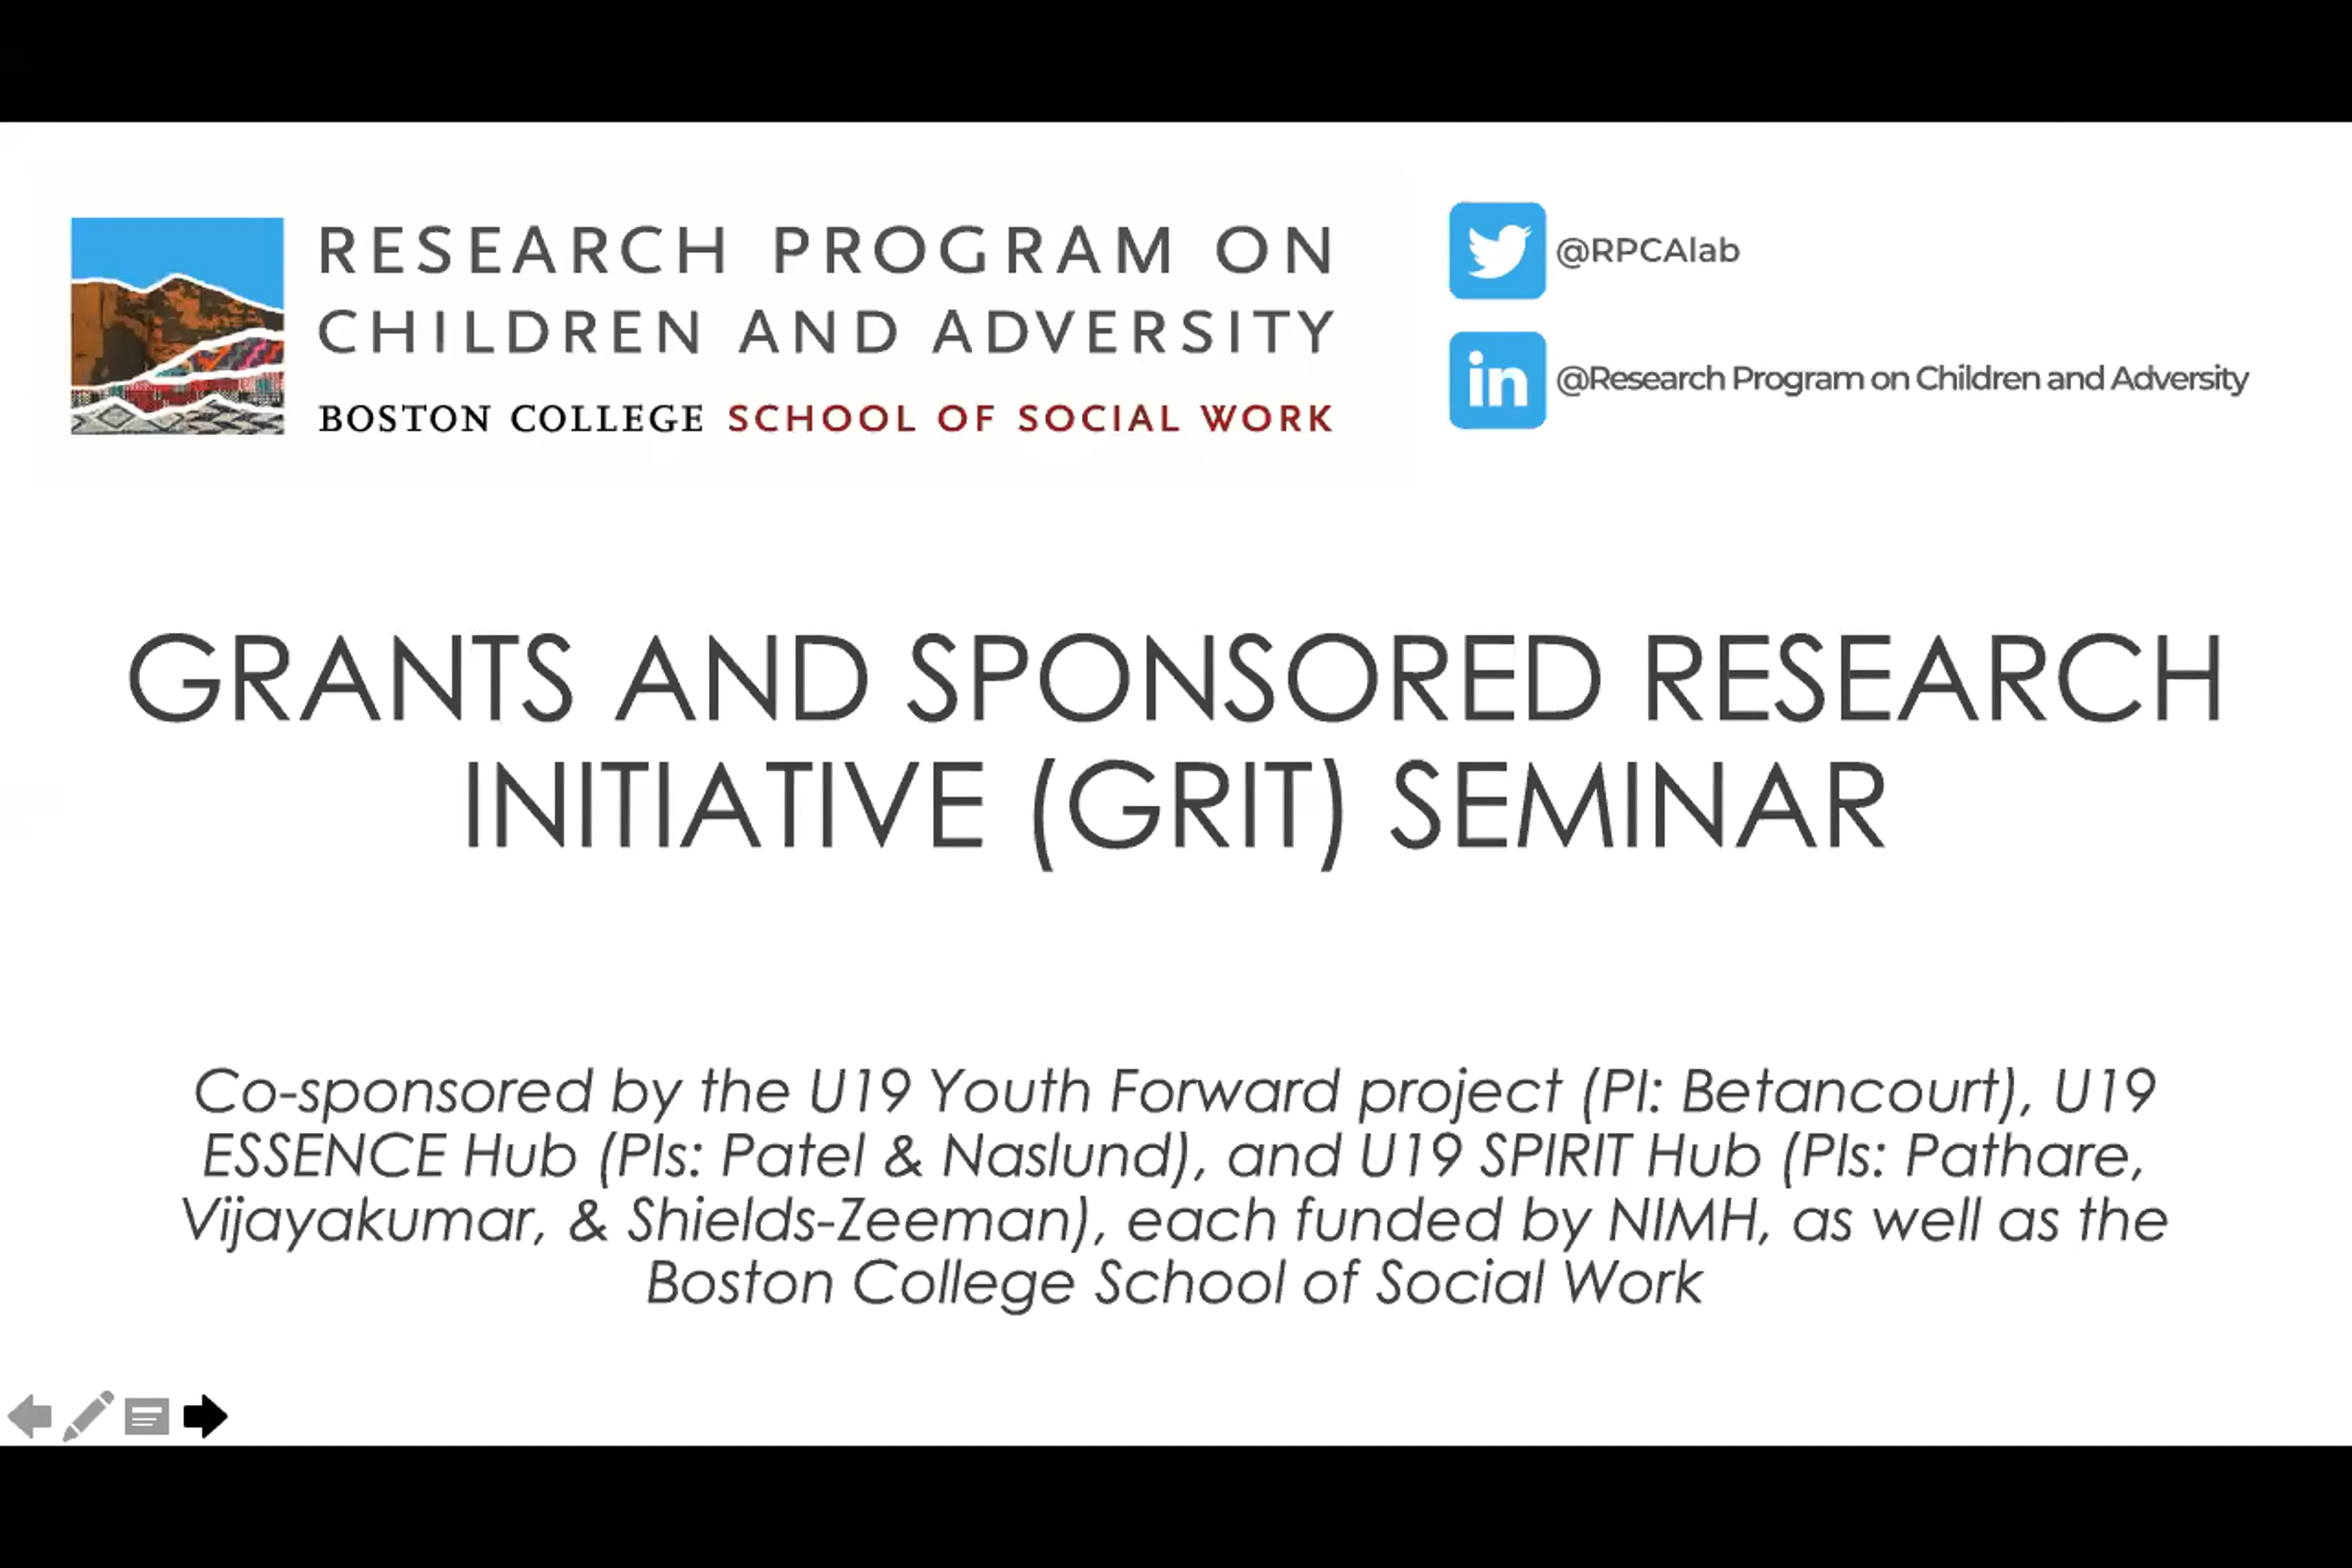 RESEARCH PROGRAM ON
CHILDREN AND ADVERSITY
BOSTON COLLEGE SCHOOL OF SOCIAL WORK
@RPCAlab
in @Research Program on Children and Adversity
GRANTS AND SPONSORED RESEARCH
INITIATIVE (GRIT) SEMINAR
Co-sponsored by the U19 Youth Forward project (PI: Betancourt), U19
ESSENCE Hub (PIs: Patel & Naslund), and U19 SPIRIT Hub (PIs: Pathare,
Vijayakumar, & Shields-Zeeman), each funded by NIMH, as well as the
Boston College School of Social Work